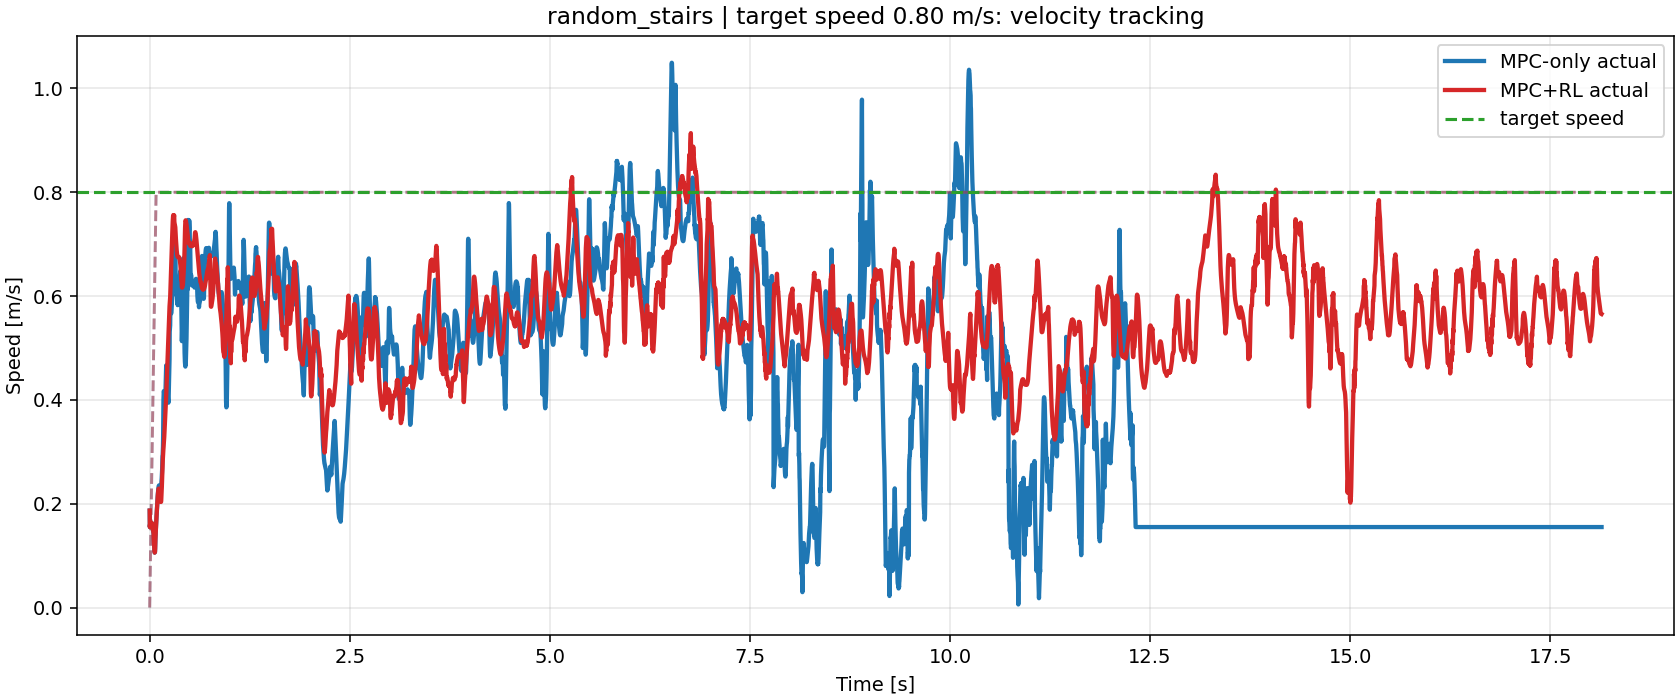 random_stairs | target speed 0.80 m/s: velocity tracking
MPC-only actual
MPC+RL actual
target speed
Speed [m/s]
1.0
0.8
0.6
0.4
0.2
0.0
0.0 2.5 5.0 7.5 10.0 12.5 15.0 17.5
Time [s]